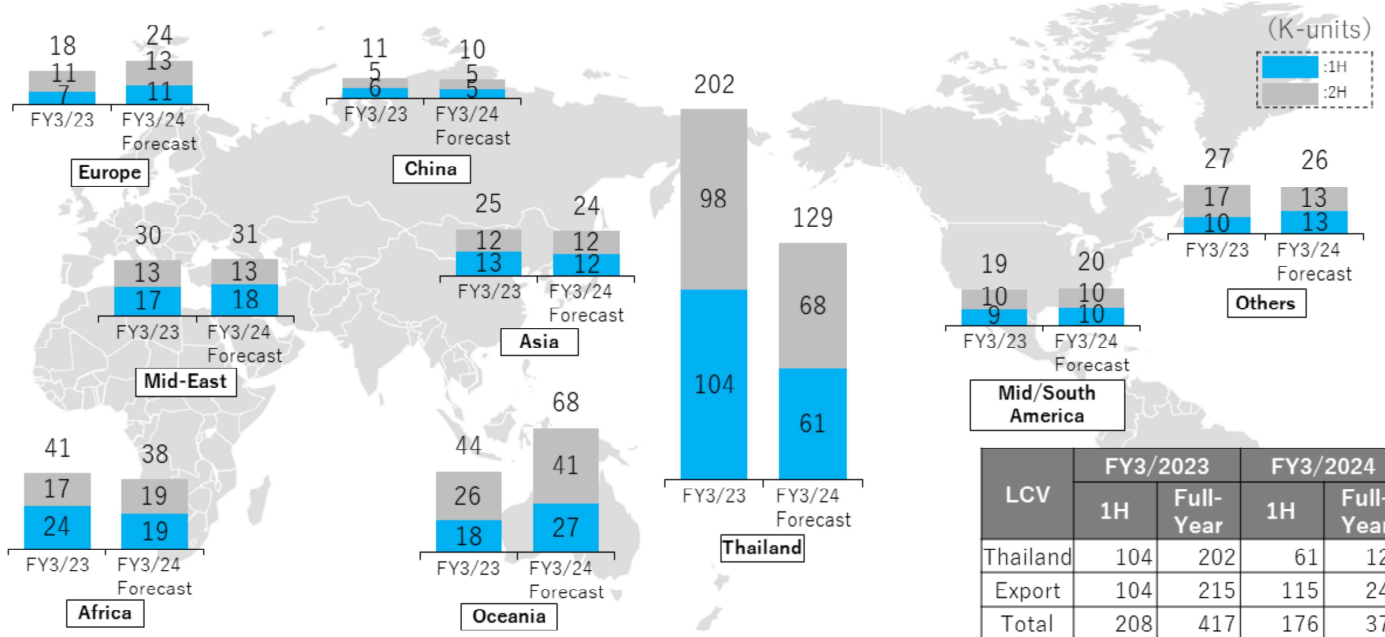 (K-units)
:1H
:2H
18
11
7
FY3/23
24
13
11
FY3/24
Forecast
Europe
11
5
6
FY3/23
10
5
5
FY3/24
Forecast
China
30
13
17
FY3/23
31
13
18
FY3/24
Forecast
Mid-East
25
12
13
FY3/23
24
12
12
FY3/24
Forecast
Asia
202
98
104
FY3/23
129
68
61
FY3/24
Forecast
Thailand
19
10
9
FY3/23
20
10
10
FY3/24
Forecast
Mid/South
America
27
17
10
FY3/23
26
13
13
FY3/24
Forecast
Others
41
17
24
FY3/23
38
19
19
FY3/24
Forecast
Africa
44
26
18
FY3/23
68
41
27
FY3/24
Forecast
Oceania
LCV FY3/2023 FY3/2024
1H Full-Year 1H Full-Year
Thailand 104 202 61
Export 104 215 115
Total 208 417 176